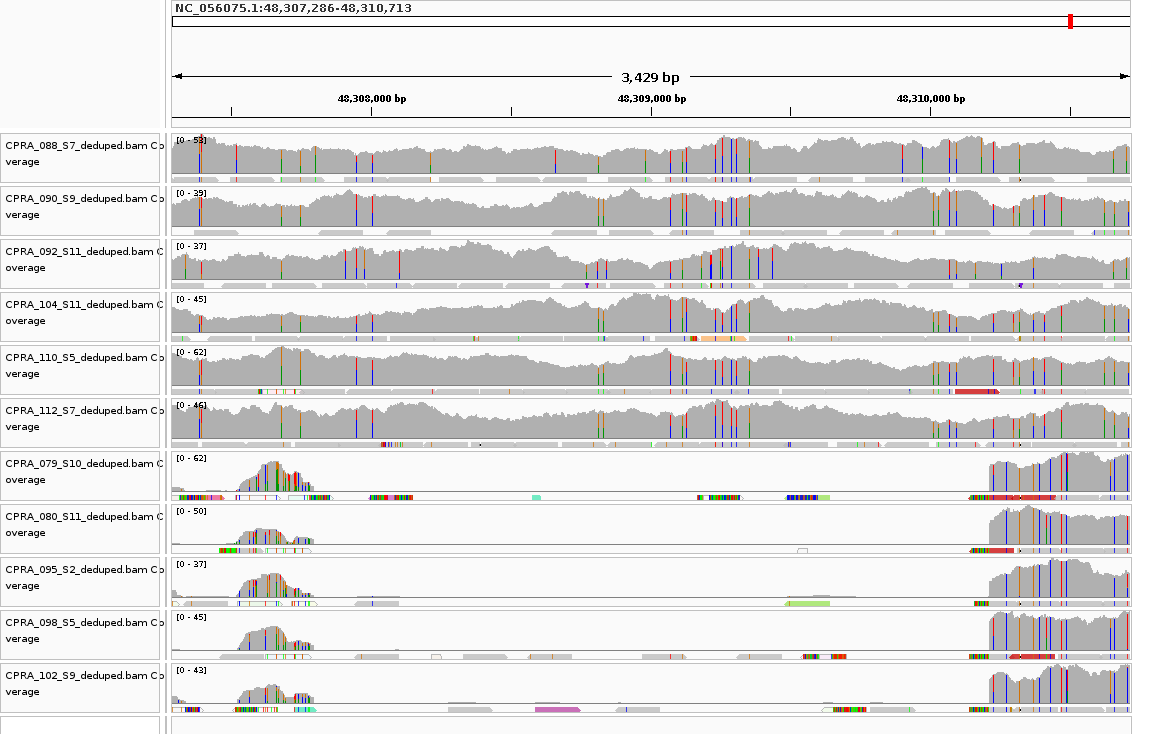 NC_056075.1:48,307,286-48,310,713
3,429 bp
48,308,000 bp 48,309,000 bp 48,310,000 bp
CPRA_088_S7_deduped.bam Co
verage
[0 - 53]
CPRA_090_S9_deduped.bam Co
verage
[0 - 39]
CPRA_092_S11_deduped.bam C
overage
[0 - 37]
CPRA_104_S11_deduped.bam C
overage
[0 - 45]
CPRA_110_S5_deduped.bam Co
verage
[0 - 62]
CPRA_112_S7_deduped.bam Co
verage
[0 - 46]
CPRA_079_S10_deduped.bam C
overage
[0 - 62]
CPRA_080_S11_deduped.bam C
overage
[0 - 50]
CPRA_095_S2_deduped.bam Co
verage
[0 - 37]
CPRA_098_S5_deduped.bam Co
verage
[0 - 45]
CPRA_102_S9_deduped.bam Co
verage
[0 - 43]